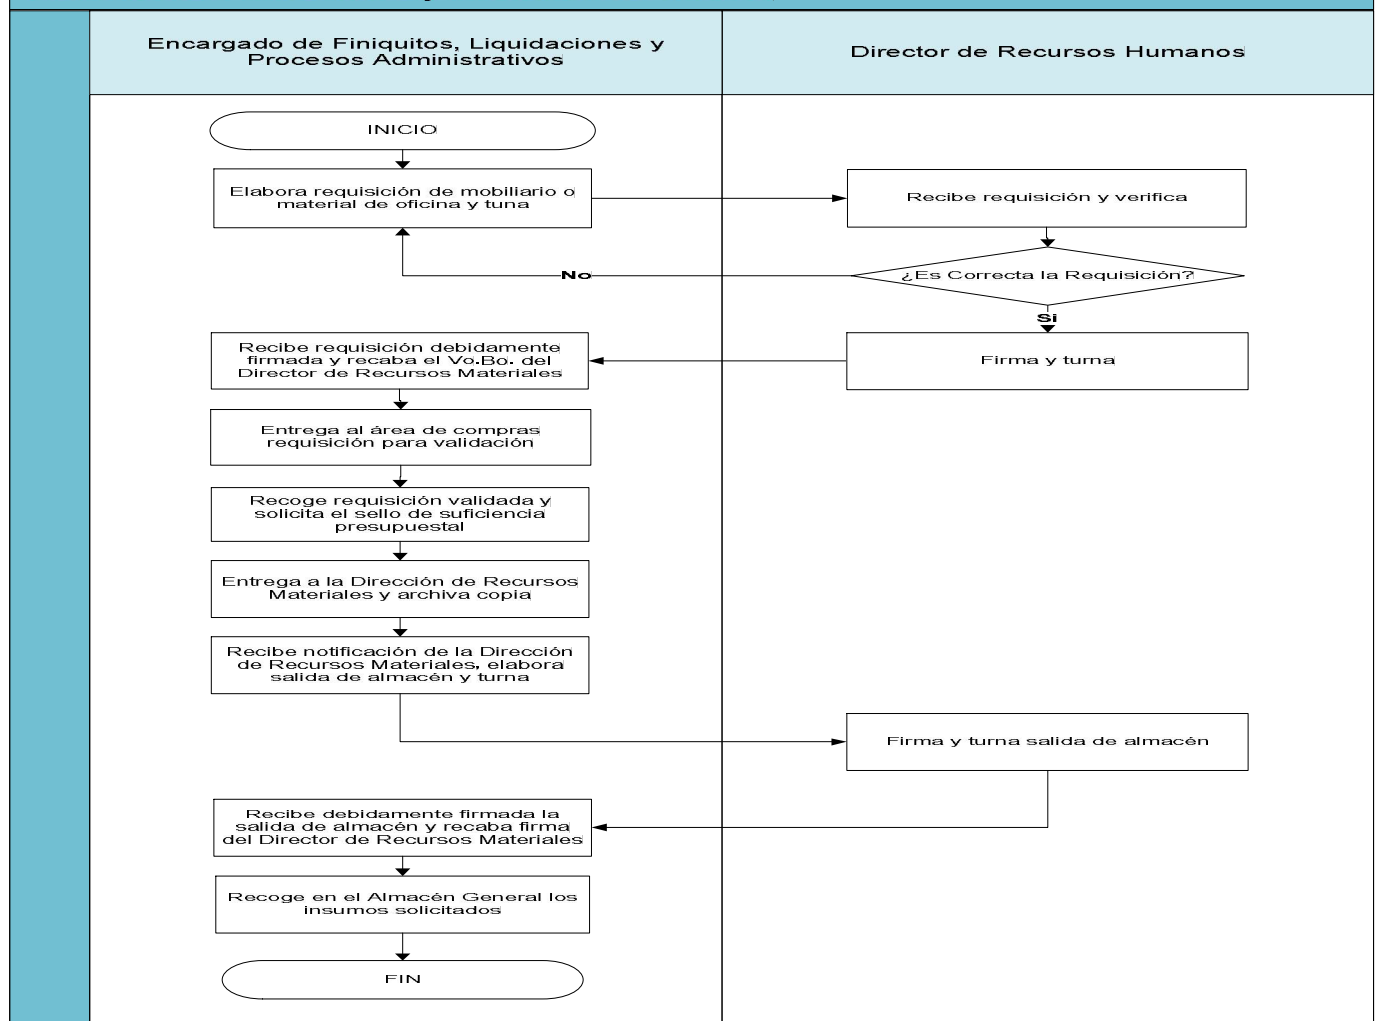 Encargado de Finiquitos, Liquidaciones y
Procesos Administrativos
Director de Recursos Humanos
INICIO
Elabora requisición de mobiliario o
material de oficina y tuna
Recibe requisición y verifica
¿Es Correcta la Requisición?
No
Si
Recibe requisición debidamente
firmada y recaba el Vo.Bo. del
Director de Recursos Materiales
Firma y turna
Entrega al área de compras
requisición para validación
Recoge requisición validada y
solicita el sello de suficiencia
presupuestal
Entrega a la Dirección de Recursos
Materiales y archiva copia
Recibe notificación de la Dirección
de Recursos Materiales, elabora
salida de almacén y turna
Firma y turna salida de almacén
Recibe debidamente firmada la
salida de almacén y recaba firma
del Director de Recursos Materiales
Recoge en el Almacén General los
insumos solicitados
FIN